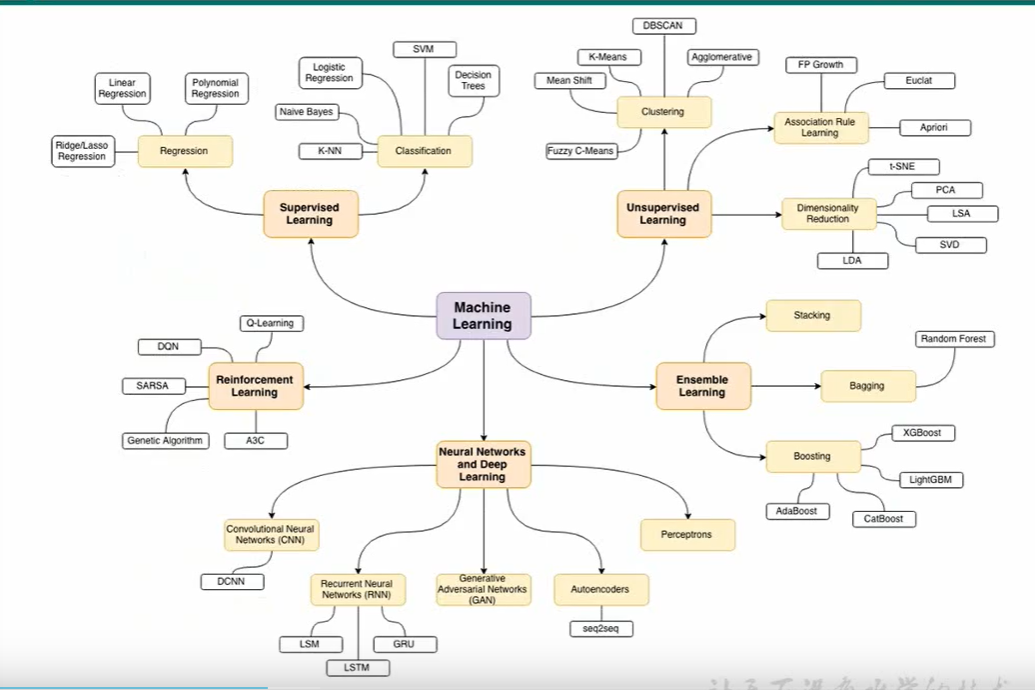 DBSCAN
SVM
K-Means
Agglomerative
FP Growth
Logistic
Regression
Decision
Trees
Mean Shift
Euclat
Linear
Regression
Polynomial
Regression
Naive Bayes
Clustering
Association Rule
Learning
Apriori
Ridge/Lasso
Regression
Regression
K-NN
Classification
Fuzzy C-Means
t-SNE
PCA
Supervised
Learning
Unsupervised
Learning
Dimensionality
Reduction
LSA
SVD
LDA
Machine
Learning
Stacking
Q-Learning
Random Forest
DQN
SARSA
Reinforcement
Learning
Ensemble
Learning
Bagging
Genetic Algorithm
A3C
XGBoost
Neural Networks
and Deep
Learning
Boosting
LightGBM
AdaBoost
CatBoost
Convolutional Neural
Networks (CNN)
Perceptrons
DCNN
Recurrent Neural
Networks (RNN)
Generative
Adversarial Networks
(GAN)
Autoencoders
seq2seq
LSM
GRU
LSTM